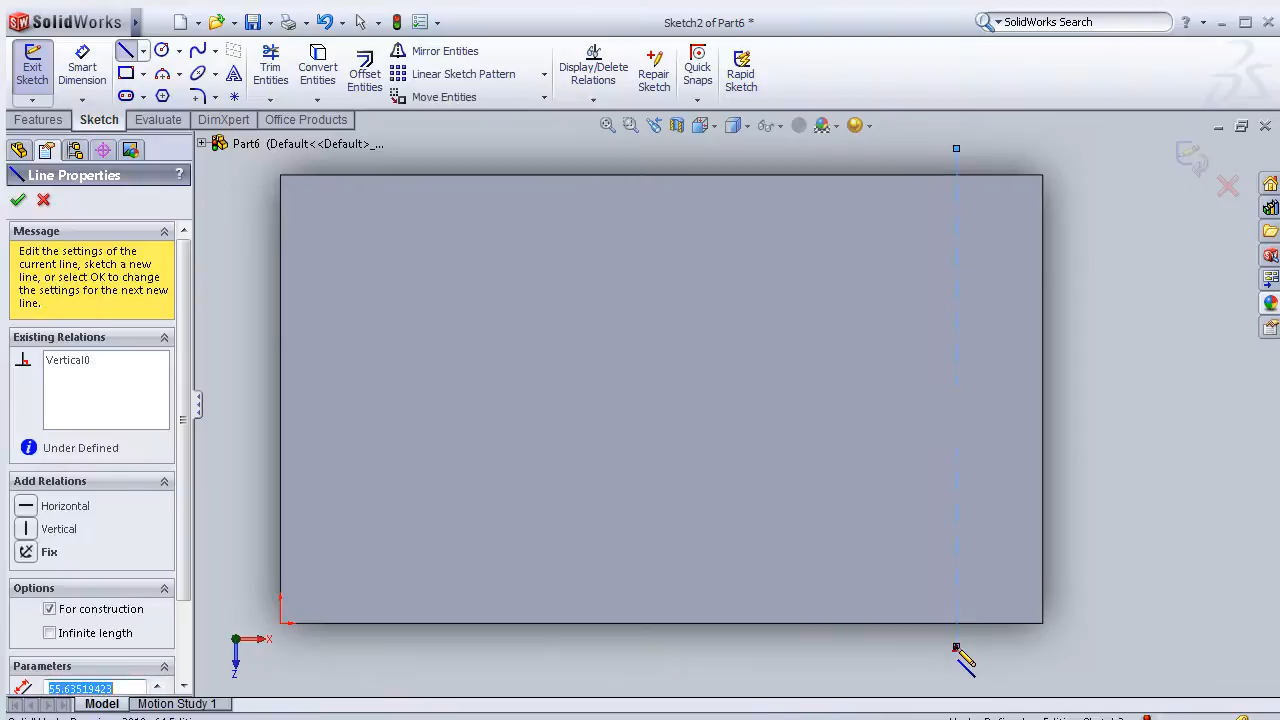 SolidWorks
Sketch2 of Part6 *
SolidWorks Search
Exit Sketch
Smart Dimension
Trim Entities
Convert Entities
Offset Entities
Mirror Entities
Linear Sketch Pattern
Move Entities
Display/Delete Relations
Repair Sketch
Quick Snaps
Rapid Sketch
Features
Sketch
Evaluate
DimXpert
Office Products
Part6 (Default<<Default>_...
Line Properties
?
Message
Edit the settings of the
current line, sketch a new
line, or select OK to change
the settings for the next new
line.
Existing Relations
Vertical0
Under Defined
Add Relations
Horizontal
Vertical
Fix
Options
For construction
Infinite length
Parameters
55.63519423
X
Z
Model
Motion Study 1